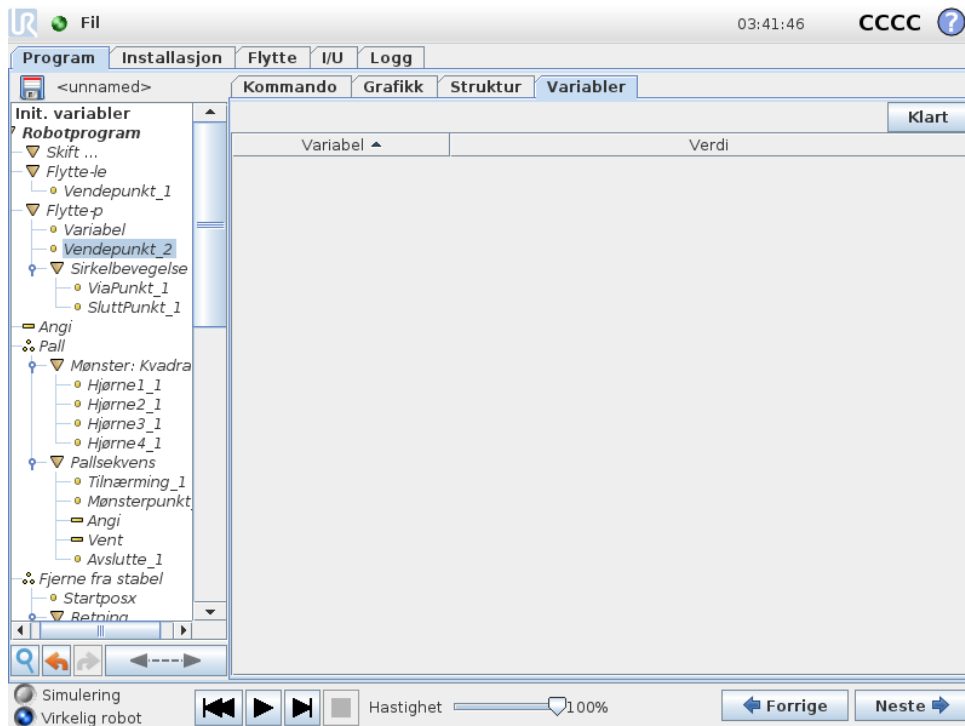 Fil 03:41:46 CCCC ?
Program Installasjon Flytte I/U Logg
<unnamed>
Kommando Grafikk Struktur Variabler
Klart
Variabel Verdi
Init. variabler
Robotprogram
Skift ...
Flytte-le
Vendepunkt_1
Flytte-p
Variabel
Vendepunkt_2
Sirkelbevegelse
ViaPunkt_1
SluttPunkt_1
Angi
Pall
Mønster: Kvadra
Hjørne1_1
Hjørne2_1
Hjørne3_1
Hjørne4_1
Pallsekvens
Tilnærming_1
Mønsterpunkt_
Angi
Vent
Avslutte_1
Fjerne fra stabel
Startposx
Retning
Simulering
Virkelig robot
Hastighet 100%
Forrige Neste